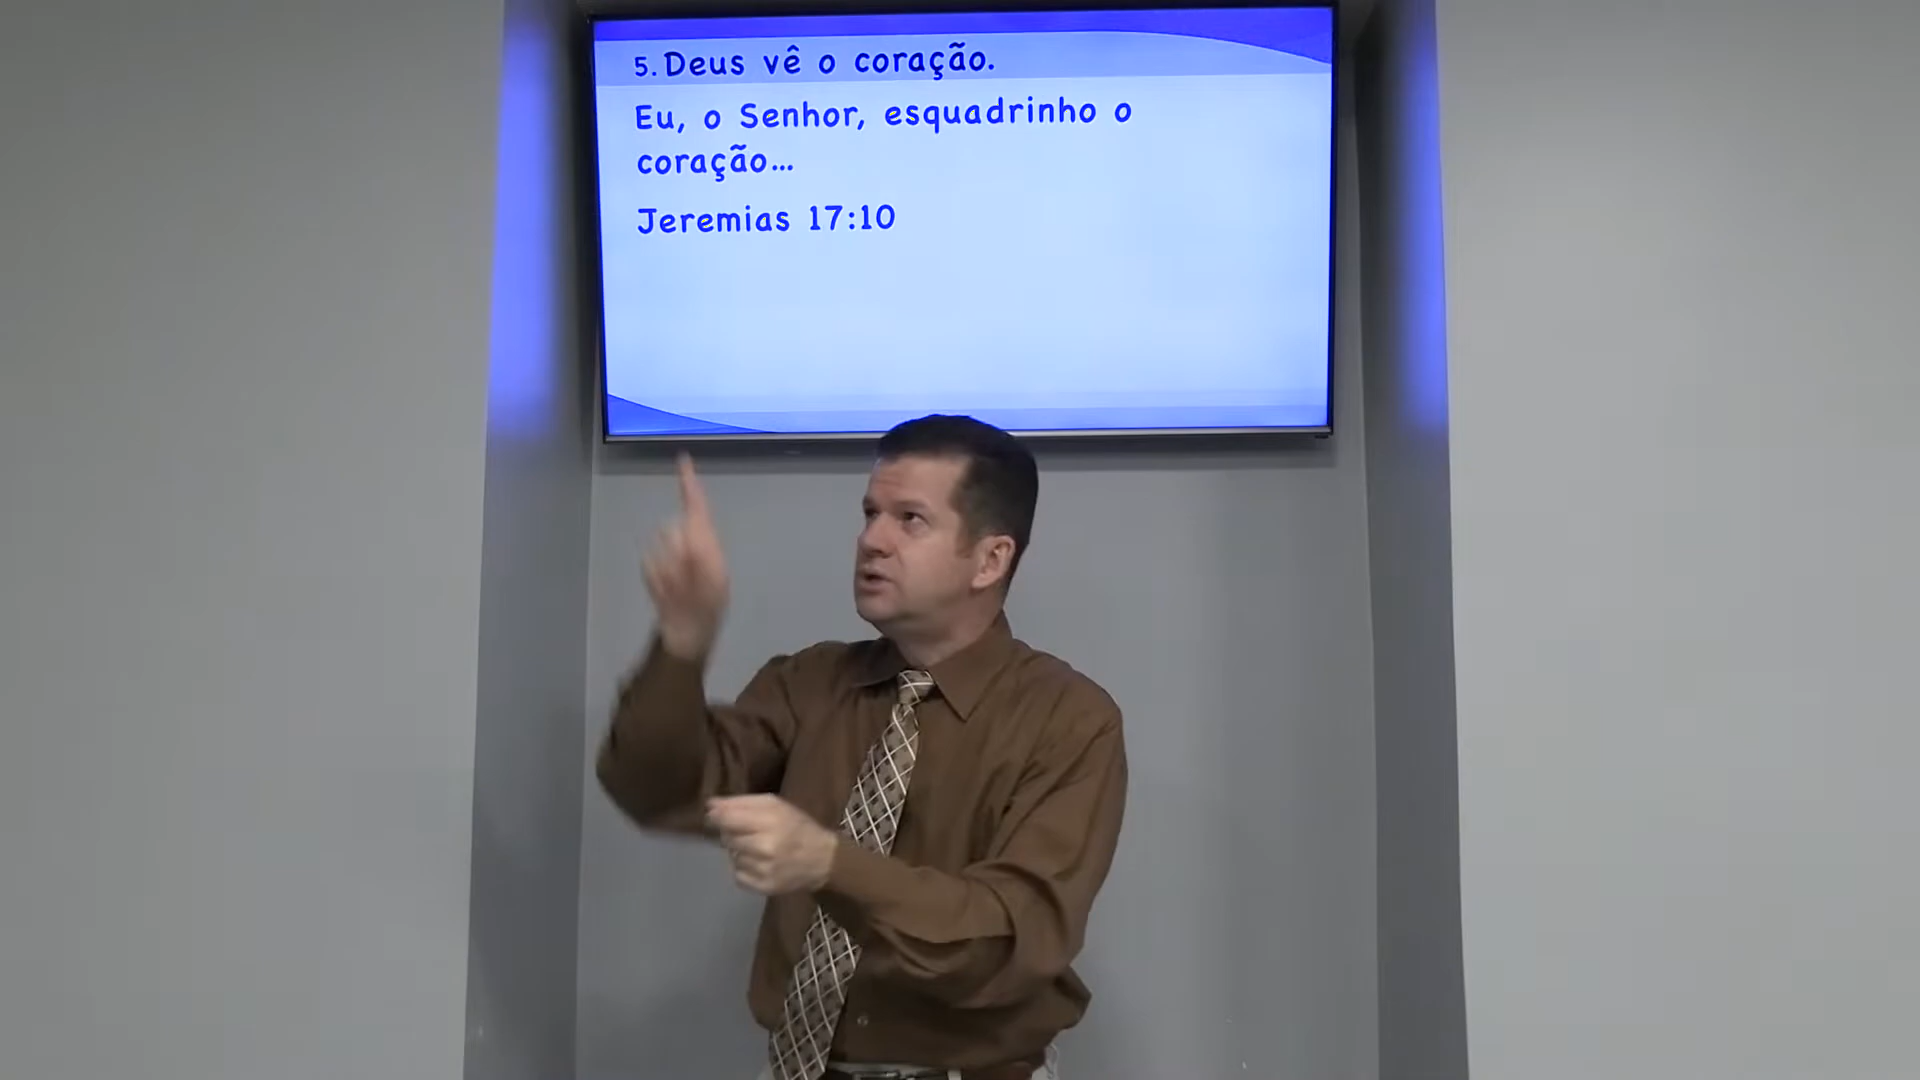 5. Deus vê o coração.
Eu, o Senhor, esquadrinho o
coração...
Jeremias 17:10